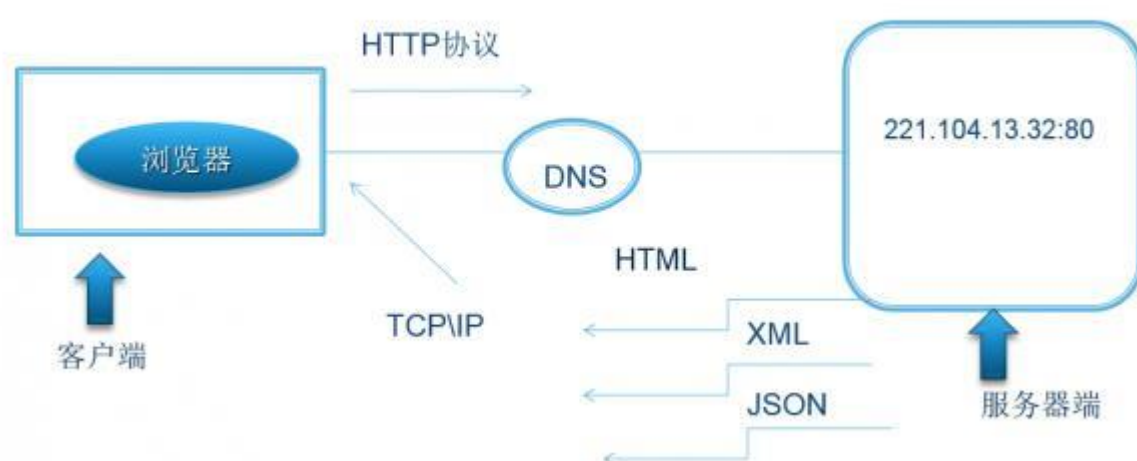 HTTP协议
浏览器
DNS
221.104.13.32:80
HTML
TCP\IP
XML
客户端
JSON
服务器端